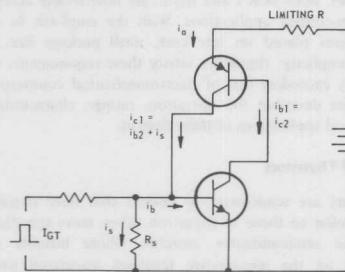 LIMITING R
i_a
i_c1 =
i_b2 + i_s
i_b1 =
i_c2
i_b
I_GT
i_s
R_s